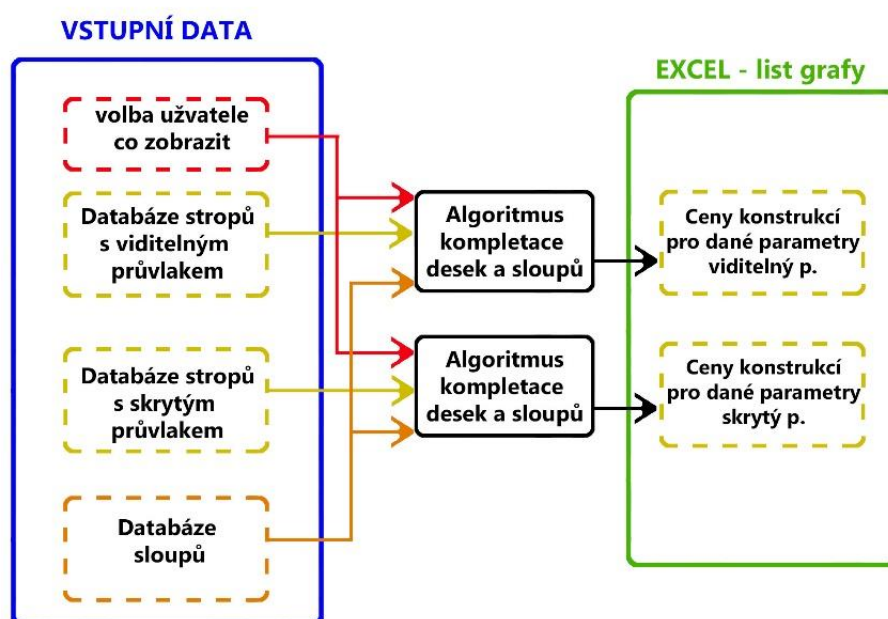 VSTUPNÍ DATA
volba užvatele
co zobrazit
Databáze stropů
s viditelným
průvlakem
Databáze stropů
s skrytým
průvlakem
Databáze
sloupů
Algoritmus
kompletace
desek a sloupů
Algoritmus
kompletace
desek a sloupů
EXCEL - list grafy
Ceny konstrukcí
pro dané parametry
viditelný p.
Ceny konstrukcí
pro dané parametry
skrytý p.